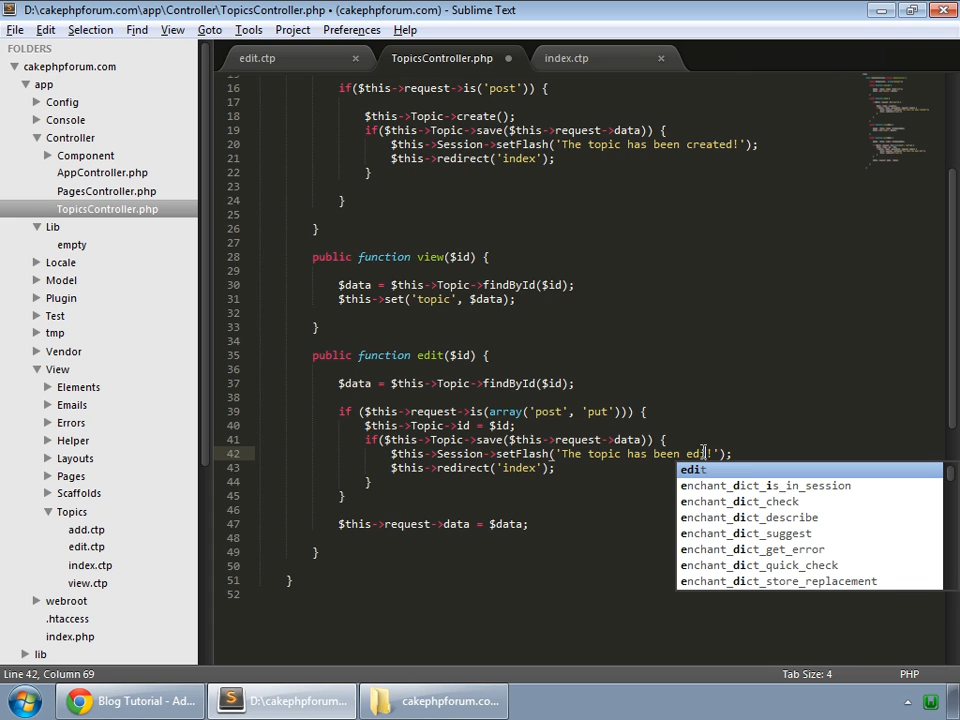 D:\cakephpforum.com\app\Controller\TopicsController.php • (cakephpforum.com) - Sublime Text
File Edit Selection Find View Goto Tools Project Preferences Help
FOLDERS
cakephpforum.com
app
Config
Console
Controller
Component
AppController.php
PagesController.php
TopicsController.php
Lib
empty
Locale
Model
Plugin
Test
tmp
Vendor
View
Elements
Emails
Errors
Helper
Layouts
Pages
Scaffolds
Topics
add.ctp
edit.ctp
index.ctp
view.ctp
webroot
.htaccess
index.php
lib
edit.ctp × TopicsController.php • index.ctp ×
16 if($this->request->is('post')) {
17
18 $this->Topic->create();
19 if($this->Topic->save($this->request->data)) {
20 $this->Session->setFlash('The topic has been created!');
21 $this->redirect('index');
22 }
23
24 }
25
26 }
27
28 public function view($id) {
29
30 $data = $this->Topic->findById($id);
31 $this->set('topic', $data);
32
33 }
34
35 public function edit($id) {
36
37 $data = $this->Topic->findById($id);
38
39 if ($this->request->is(array('post', 'put'))) {
40 $this->Topic->id = $id;
41 if($this->Topic->save($this->request->data)) {
42 $this->Session->setFlash('The topic has been edi!');
43 $this->redirect('index');
44 }
45 }
46
47 $this->request->data = $data;
48
49 }
50
51 }
52
edit
enchant_dict_is_in_session
enchant_dict_check
enchant_dict_describe
enchant_dict_suggest
enchant_dict_get_error
enchant_dict_quick_check
enchant_dict_store_replacement
Line 42, Column 69 Tab Size: 4 PHP
Blog Tutorial - Ad... D:\cakephpforum.... cakephpforum.co...